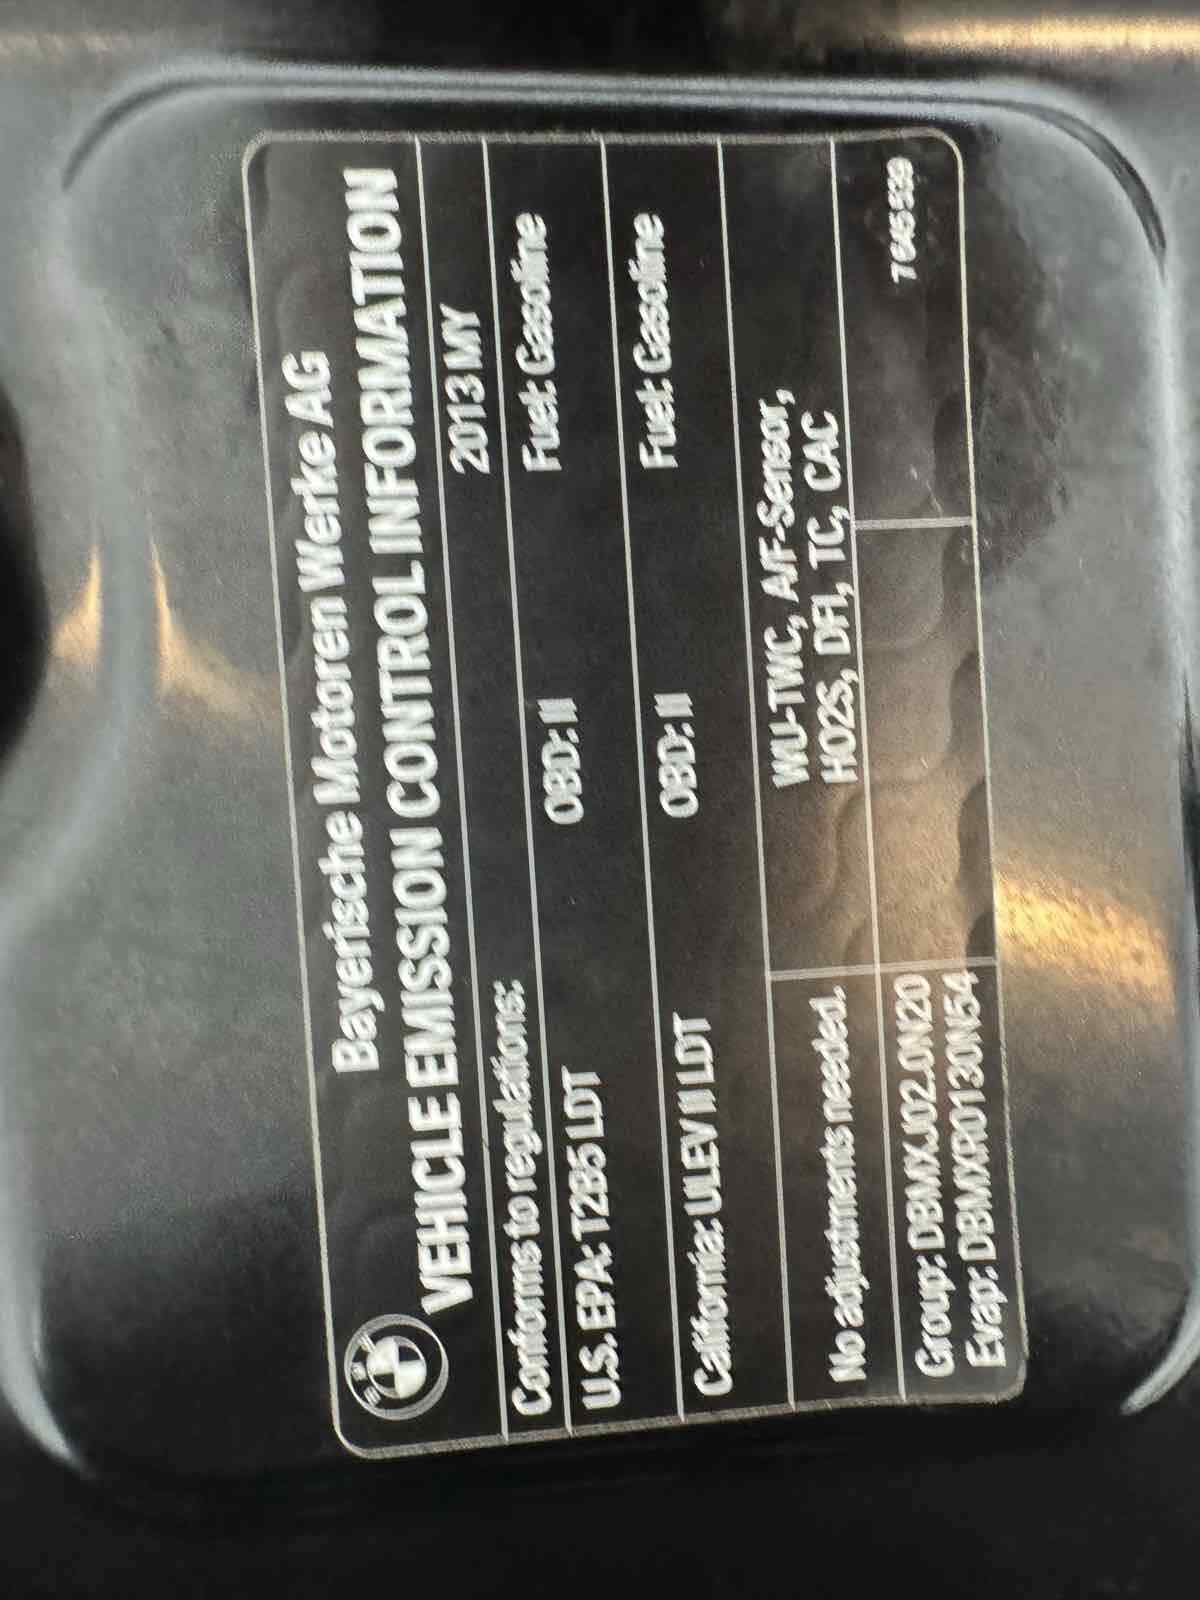 Bayerische Motoren Werke AG
VEHICLE EMISSION CONTROL INFORMATION
Conforms to regulations: 2013 MY
U.S. EPA: T2B5 LDT OBD: II Fuel: Gasoline
California: ULEV II LDT OBD: II Fuel: Gasoline
No adjustments needed.
WU-TWC, A/F-Sensor,
HO2S, DFI, TC, CAC
Group: DBMXJ02.0N20
Evap: DBMXR0130N54
7645939